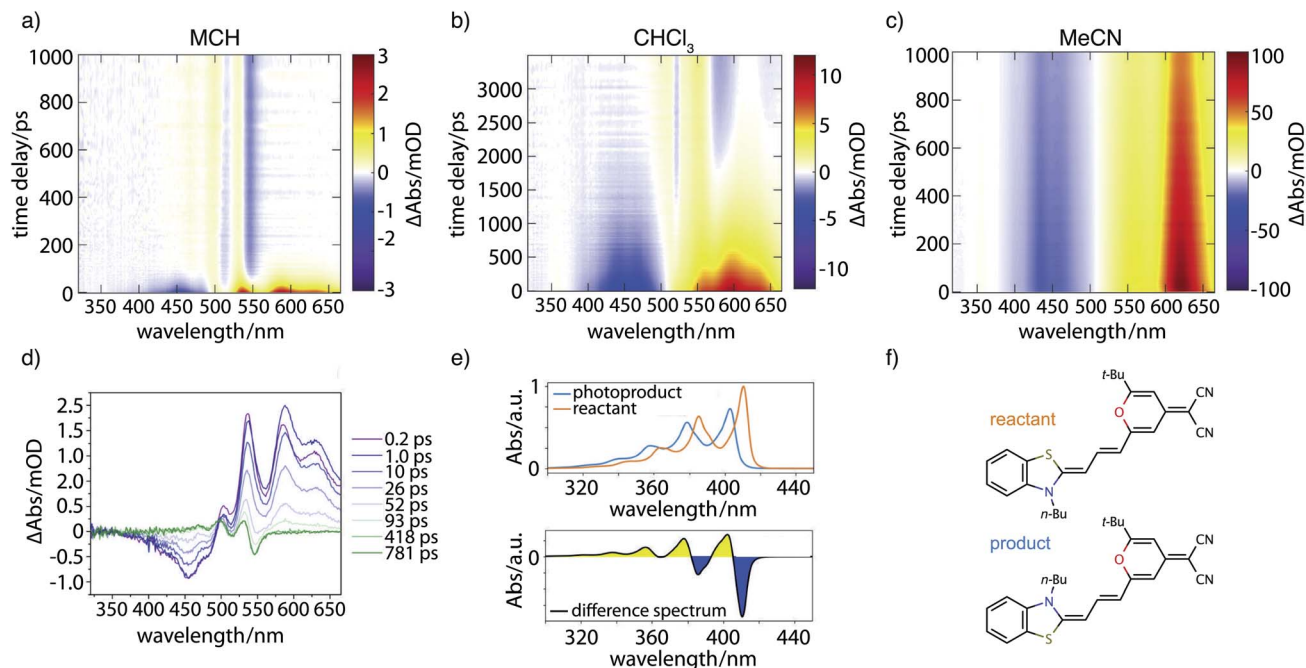 a)
MCH
1000
800
600
400
200
0
time delay/ps
350 400 450 500 550 600 650
wavelength/nm
3
2
1
0
-1
-2
-3
ΔAbs/mOD
b)
CHCl3
3000
2500
2000
1500
1000
500
0
time delay/ps
350 400 450 500 550 600 650
wavelength/nm
10
5
0
-5
-10
ΔAbs/mOD
c)
MeCN
1000
800
600
400
200
0
time delay/ps
350 400 450 500 550 600 650
wavelength/nm
100
50
0
-50
-100
ΔAbs/mOD
d)
2.5
1.5
1.0
2.0
0.5
0
-0.5
-1.0
ΔAbs/mOD
350 400 450 500 550 600 650
wavelength/nm
0.2 ps
1.0 ps
10 ps
26 ps
52 ps
93 ps
418 ps
781 ps
e)
1
0
Abs/a.u.
photoproduct
reactant
320 360 400 440
0
Abs/a.u.
difference spectrum
320 360 400 440
wavelength/nm
f)
reactant
t-Bu
O
CN
CN
S
N
n-Bu
product
t-Bu
n-Bu
O
CN
CN
N
S